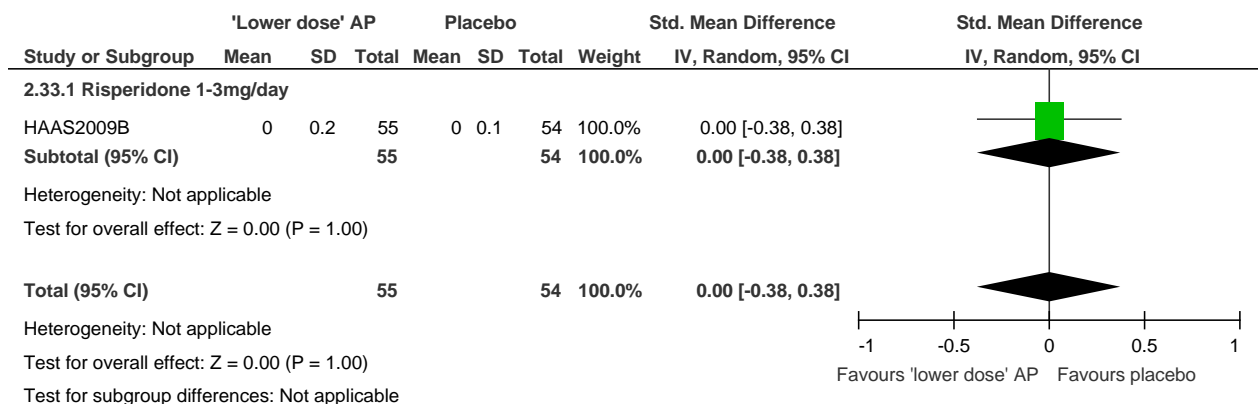 'Lower dose' AP Placebo Std. Mean Difference Std. Mean Difference
Study or Subgroup Mean SD Total Mean SD Total Weight IV, Random, 95% CI IV, Random, 95% CI
2.33.1 Risperidone 1-3mg/day
HAAS2009B 0 0.2 55 0 0.1 54 100.0% 0.00 [-0.38, 0.38]
Subtotal (95% CI) 55 54 100.0% 0.00 [-0.38, 0.38]
Heterogeneity: Not applicable
Test for overall effect: Z = 0.00 (P = 1.00)
Total (95% CI) 55 54 100.0% 0.00 [-0.38, 0.38]
Heterogeneity: Not applicable
Test for overall effect: Z = 0.00 (P = 1.00)
Test for subgroup differences: Not applicable
-1 -0.5 0 0.5 1
Favours 'lower dose' AP Favours placebo